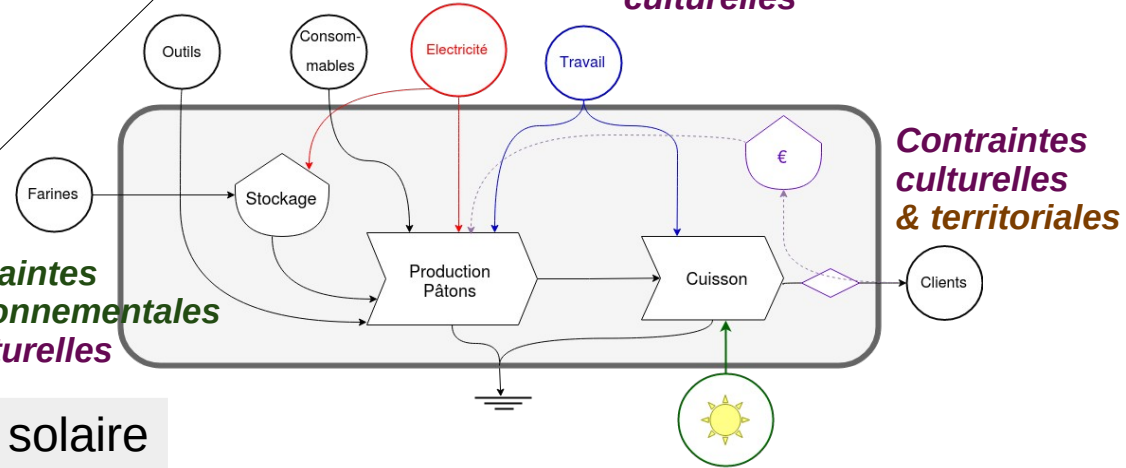 culturelles
Outils
Consom-
mables
Electricité
Travail
€
Contraintes
culturelles
& territoriales
Farines
Stockage
Production
Pâtons
Cuisson
Clients
aintes
onnementales
turelles
solaire